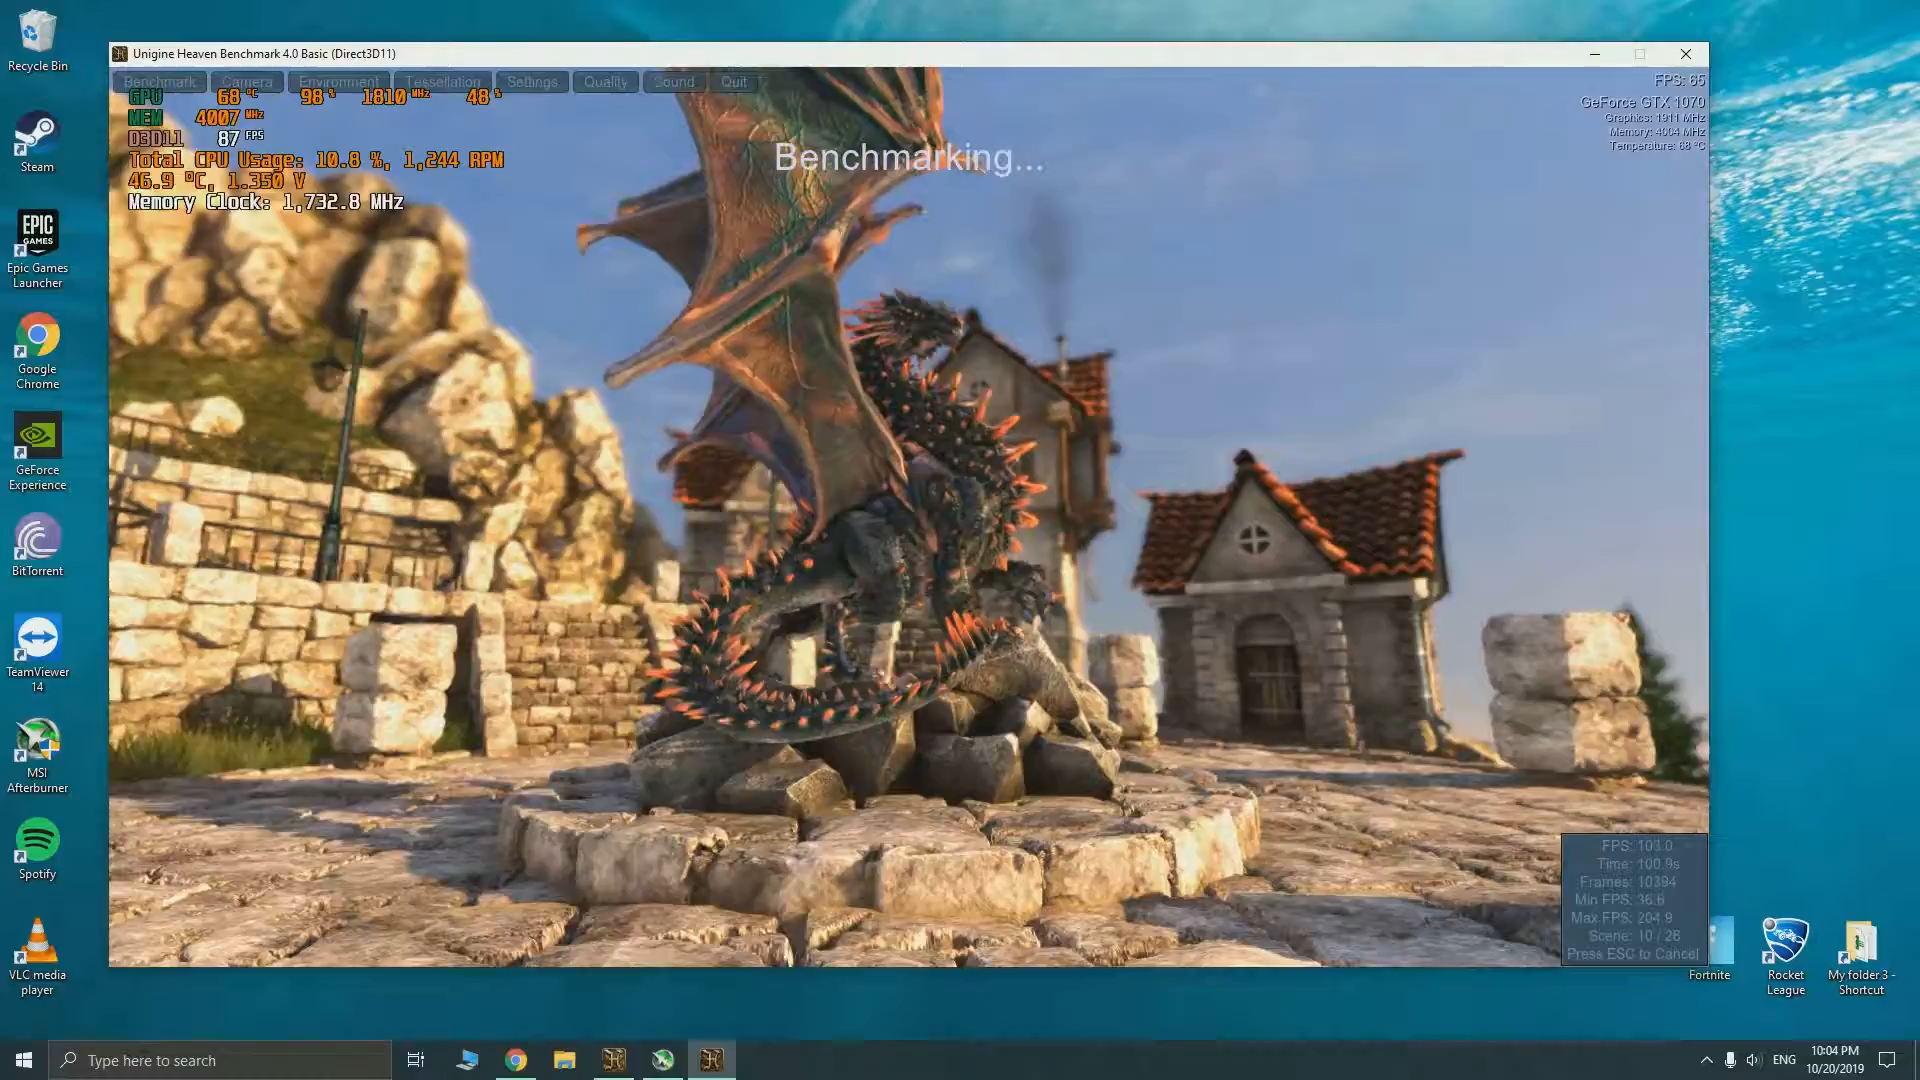 Recycle Bin
Steam
EPIC
GAMES
Epic Games
Launcher
Google
Chrome
GeForce
Experience
BitTorrent
TeamViewer
14
MSI
Afterburner
Spotify
VLC media
player
Unigine Heaven Benchmark 4.0 Basic (Direct3D11)
Benchmark Camera Environment Tessellation Settings Quality Sound Quit
GPU 68 °C 98 % 1810 MHz 48 %
MEM 4007 MHz
D3D11 87 FPS
Total CPU Usage: 10.8 %, 1,244 RPM
46.9 °C, 1.350 V
Memory Clock: 1,732.8 MHz
Benchmarking...
FPS: 65
GeForce GTX 1070
Graphics: 1911 MHz
Memory: 4004 MHz
Temperature: 68 °C
FPS: 103.0
Time: 100.9s
Frames: 10394
Min FPS: 36.6
Max FPS: 204.9
Scene: 10 / 26
Press ESC to Cancel
Fortnite
Rocket
League
My folder 3 -
Shortcut
Type here to search
ENG
10:04 PM
10/20/2019